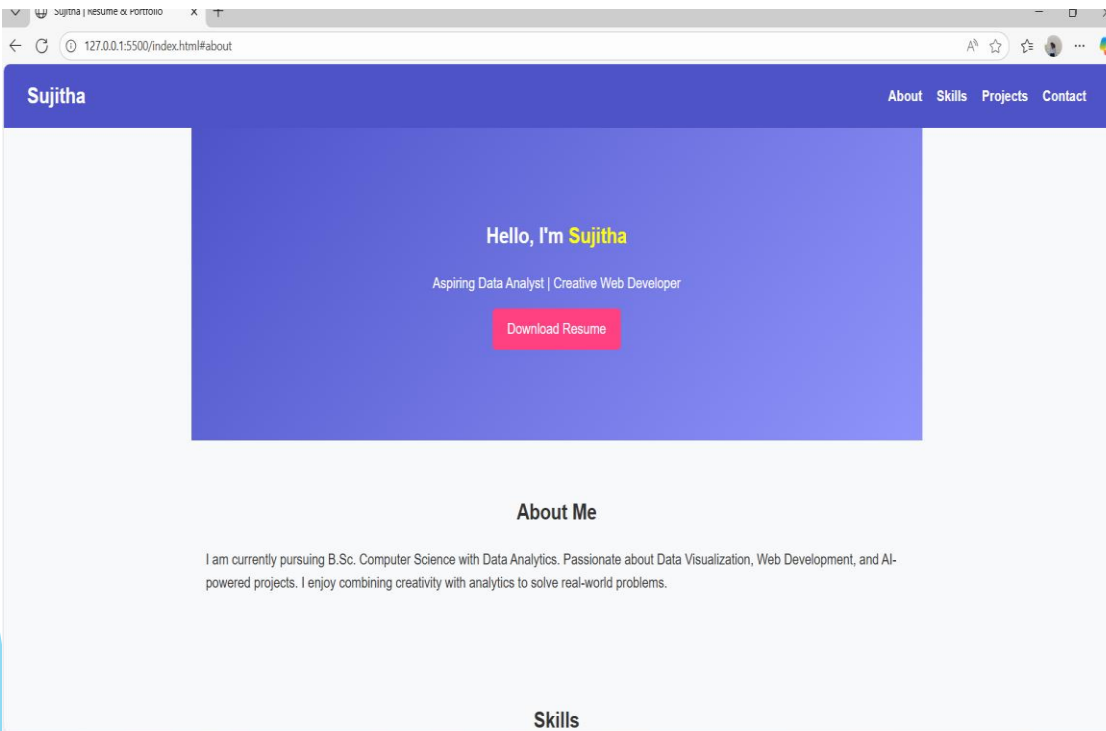 Sujitha | Resume & Portfolio
127.0.0.1:5500/index.html#about
Sujitha
About Skills Projects Contact
Hello, I'm Sujitha
Aspiring Data Analyst | Creative Web Developer
Download Resume
About Me
I am currently pursuing B.Sc. Computer Science with Data Analytics. Passionate about Data Visualization, Web Development, and AI-
powered projects. I enjoy combining creativity with analytics to solve real-world problems.
Skills